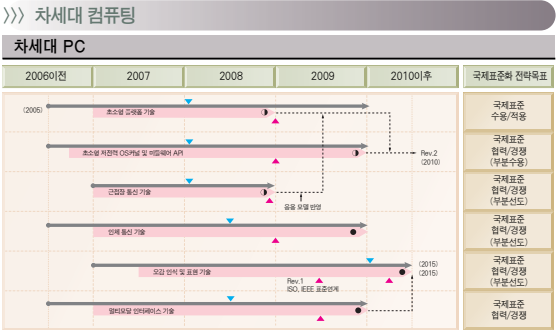 〉〉〉 차세대 컴퓨팅
차세대 PC
2006이전 2007 2008 2009 2010이후 국제표준화 전략목표
(2005)
초소형 플랫폼 기술
국제표준
수용/적용
초소형 저전력 OS커널 및 미들웨어 API
Rev.2
(2010)
국제표준
협력/경쟁
(부분수용)
근접장 통신 기술
응용 모델 반영
국제표준
협력/경쟁
(부분선도)
인체 통신 기술
국제표준
협력/경쟁
(부분선도)
오감 인식 및 표현 기술
(2015)
(2015)
Rev.1
ISO, IEEE 표준연계
국제표준
협력/경쟁
(부분선도)
멀티모달 인터페이스 기술
국제표준
협력/경쟁